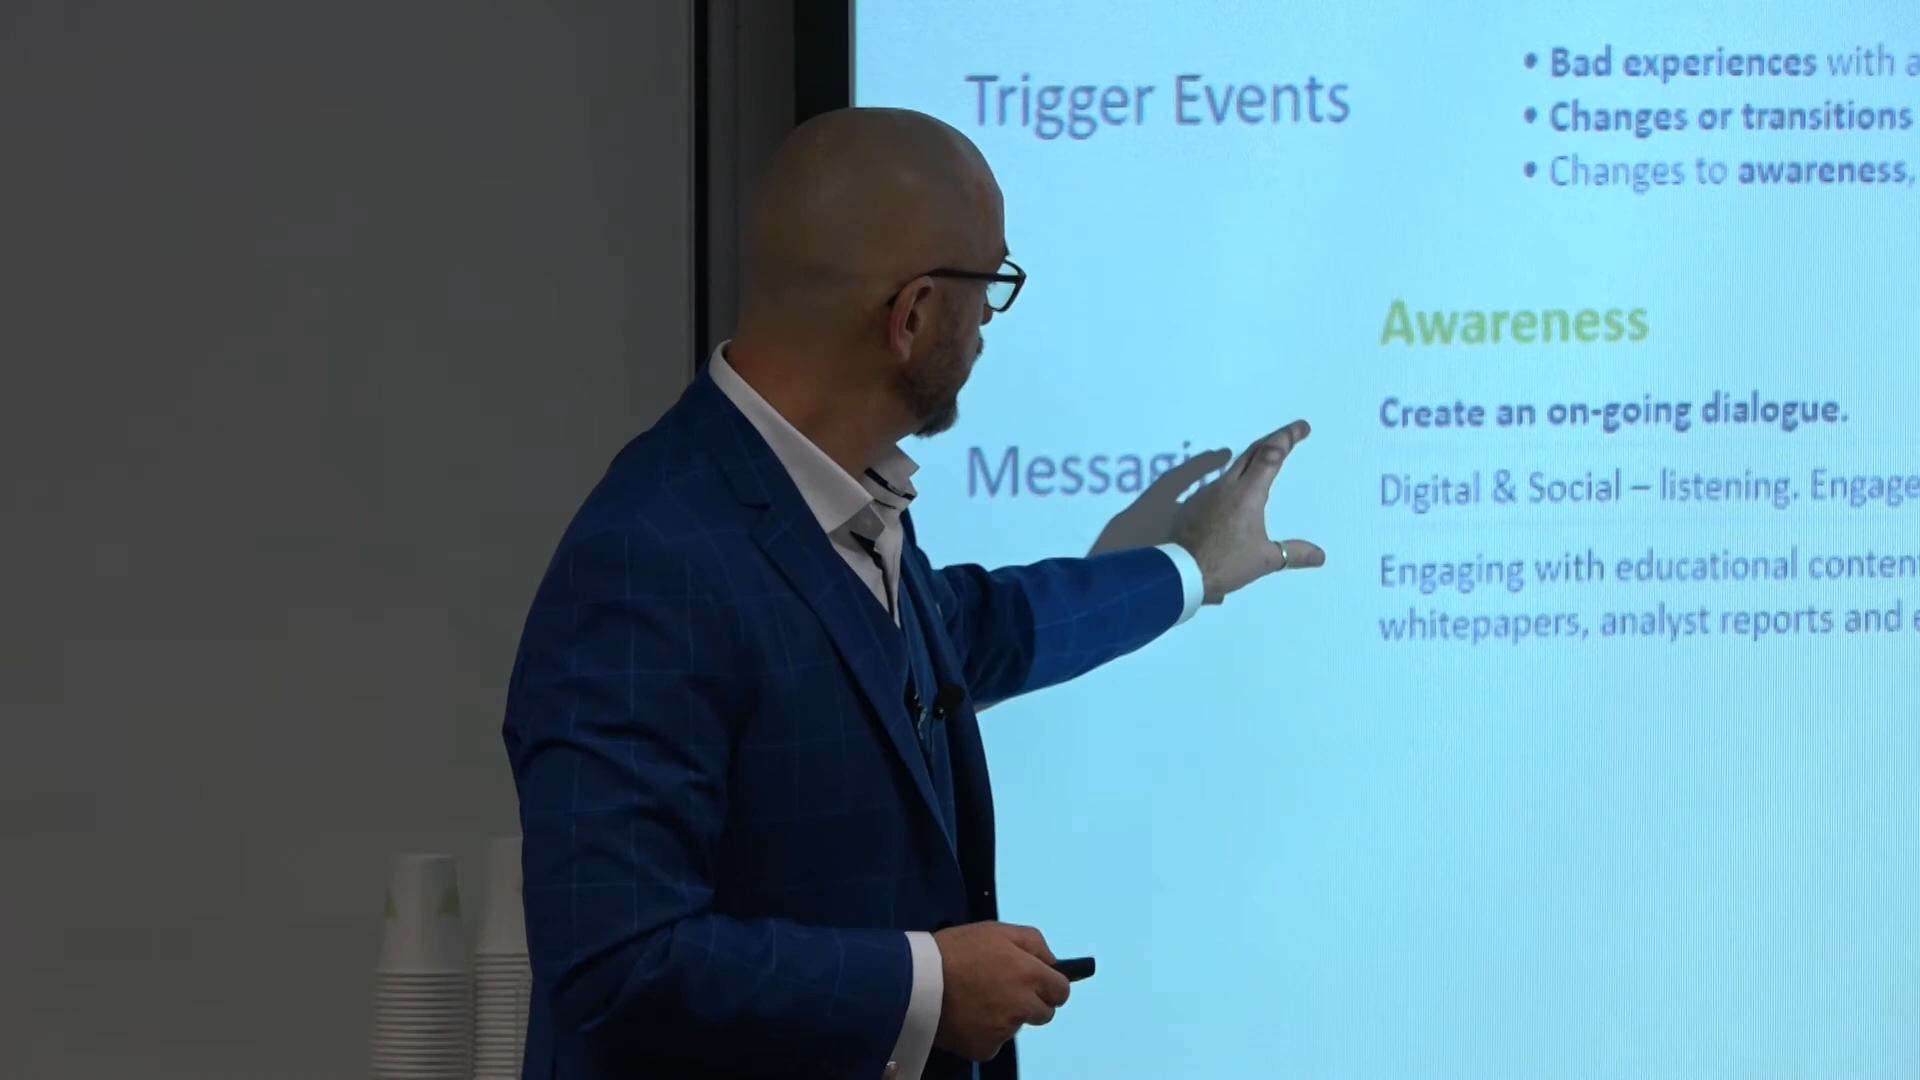 Trigger Events
• Bad experiences with a
• Changes or transitions
• Changes to awareness,
Awareness
Create an on-going dialogue.
Messagi
Digital & Social – listening. Engage
Engaging with educational conten
whitepapers, analyst reports and e